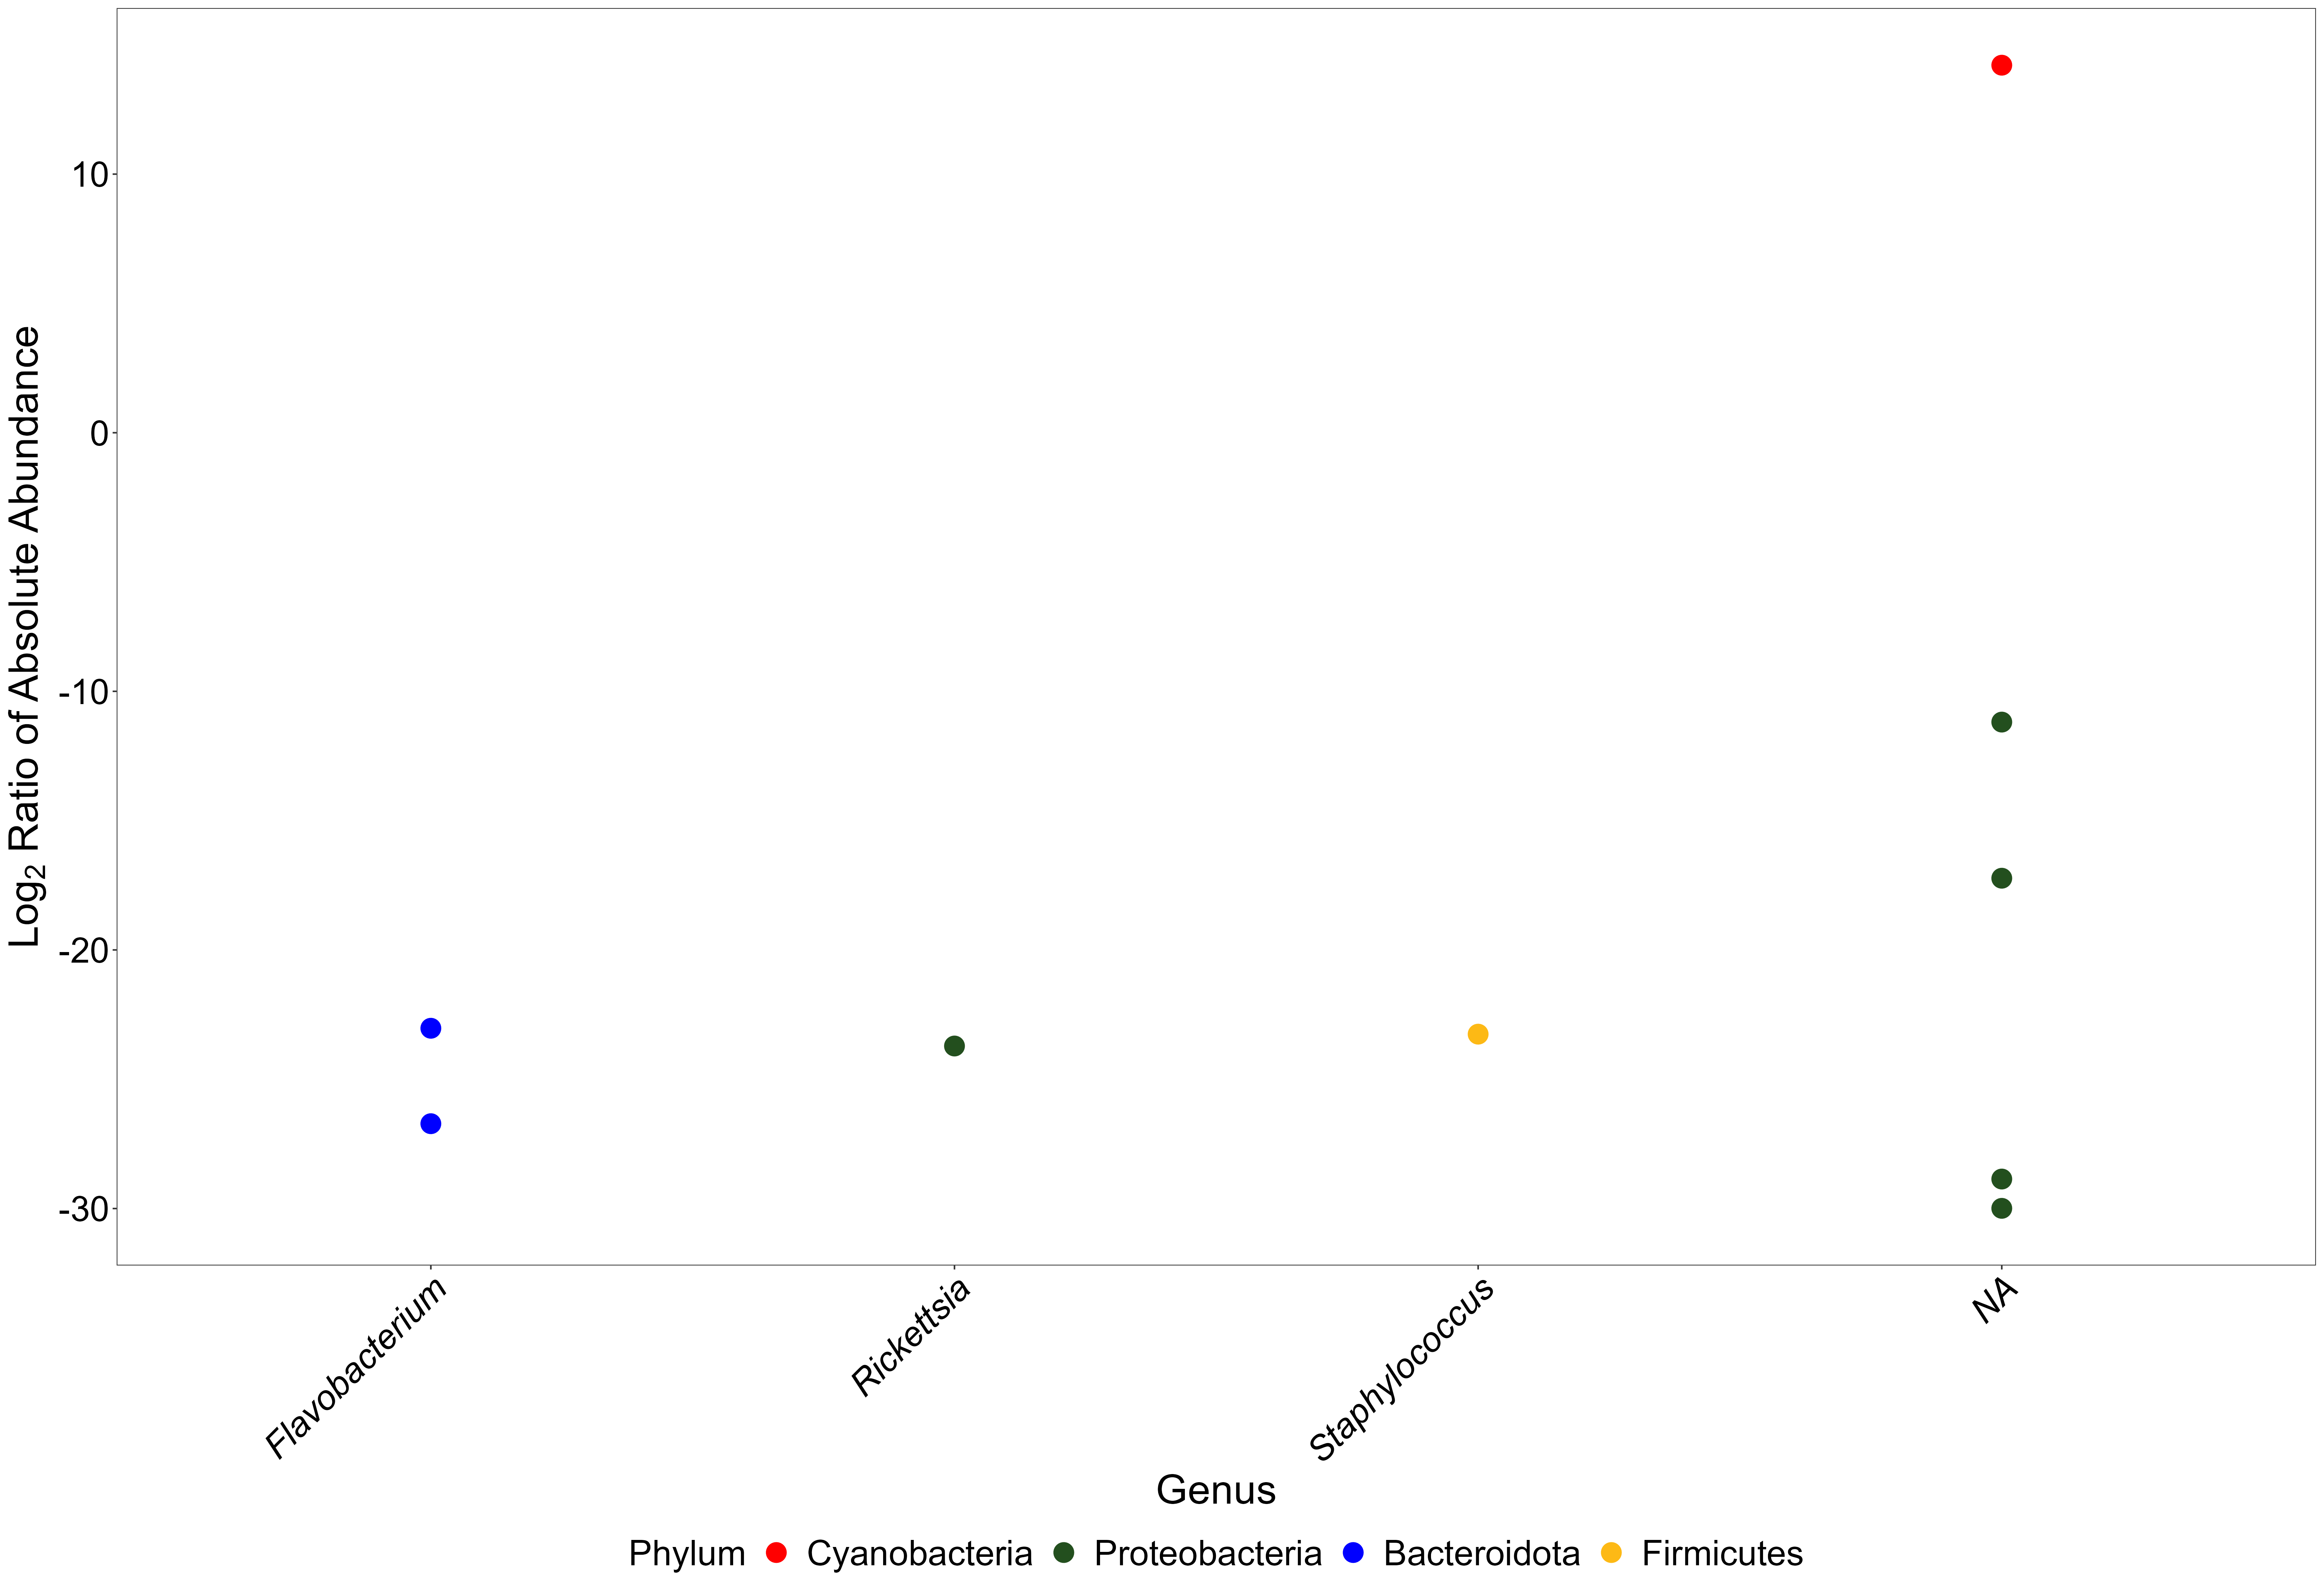 Log₂ Ratio of Absolute Abundance
10
0
-10
-20
-30
Flavobacterium
Rickettsia
Staphylococcus
NA
Genus
Phylum Cyanobacteria Proteobacteria Bacteroidota Firmicutes